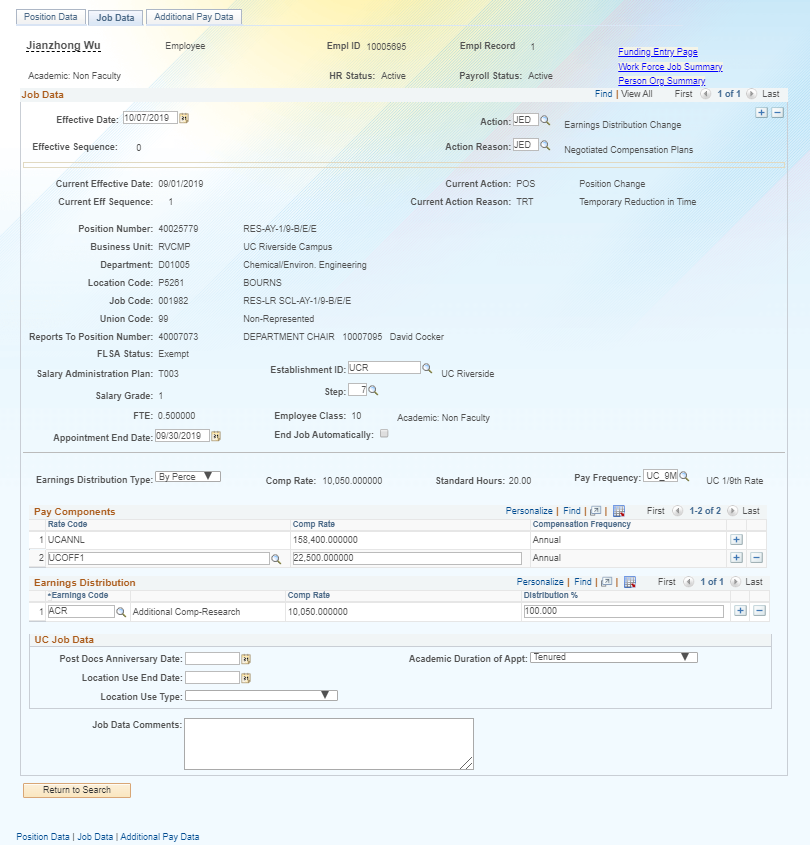 Position Data Job Data Additional Pay Data
Jianzhong Wu Employee Empl ID 10005695 Empl Record 1
Funding Entry Page
Work Force Job Summary
Academic: Non Faculty HR Status: Active Payroll Status: Active
Person Org Summary
Job Data Find | View All First 1 of 1 Last
Effective Date: 10/07/2019 Action: JED Earnings Distribution Change
Effective Sequence: 0 Action Reason: JED Negotiated Compensation Plans
Current Effective Date: 09/01/2019 Current Action: POS Position Change
Current Eff Sequence: 1 Current Action Reason: TRT Temporary Reduction in Time
Position Number: 40025779 RES-AY-1/9-B/E/E
Business Unit: RVCMP UC Riverside Campus
Department: D01005 Chemical/Environ. Engineering
Location Code: P5261 BOURNS
Job Code: 001982 RES-LR SCL-AY-1/9-B/E/E
Union Code: 99 Non-Represented
Reports To Position Number: 40007073 DEPARTMENT CHAIR 10007095 David Cocker
FLSA Status: Exempt
Salary Administration Plan: T003 Establishment ID: UCR UC Riverside
Salary Grade: 1 Step: 7
FTE: 0.500000 Employee Class: 10 Academic: Non Faculty
Appointment End Date: 09/30/2019 End Job Automatically:
Earnings Distribution Type: By Perce Comp Rate: 10,050.000000 Standard Hours: 20.00 Pay Frequency: UC_9M UC 1/9th Rate
Pay Components Personalize | Find | | First 1-2 of 2 Last
Rate Code Comp Rate Compensation Frequency
1 UCANNL 158,400.000000 Annual
2 UCOFF1 22,500.000000 Annual
Earnings Distribution Personalize | Find | | First 1 of 1 Last
*Earnings Code Comp Rate Distribution %
1 ACR Additional Comp-Research 10,050.000000 100.000
UC Job Data
Post Docs Anniversary Date: Academic Duration of Appt: Tenured
Location Use End Date:
Location Use Type:
Job Data Comments:
Return to Search
Position Data | Job Data | Additional Pay Data